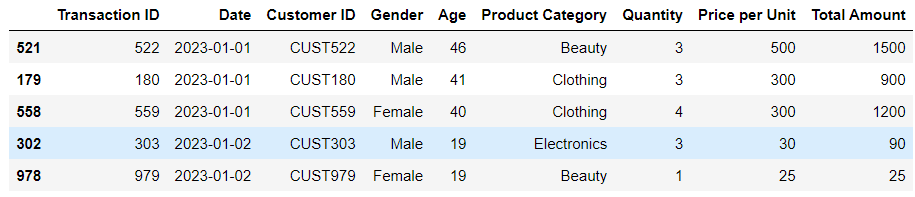 Transaction ID Date Customer ID Gender Age Product Category Quantity Price per Unit Total Amount
521 522 2023-01-01 CUST522 Male 46 Beauty 3 500 1500
179 180 2023-01-01 CUST180 Male 41 Clothing 3 300 900
558 559 2023-01-01 CUST559 Female 40 Clothing 4 300 1200
302 303 2023-01-02 CUST303 Male 19 Electronics 3 30 90
978 979 2023-01-02 CUST979 Female 19 Beauty 1 25 25